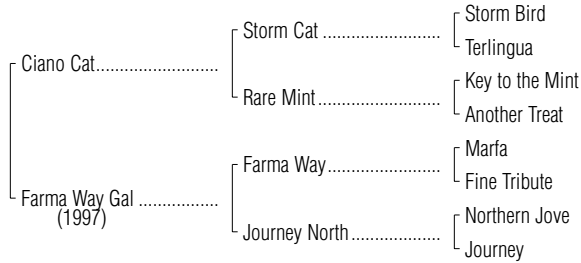 Storm Bird
Storm Cat ........................
Terlingua
Ciano Cat.........................
Key to the Mint
Rare Mint.........................
Another Treat
Marfa
Farma Way.......................
Fine Tribute
Farma Way Gal ................
(1997)
Northern Jove
Journey North..................
Journey